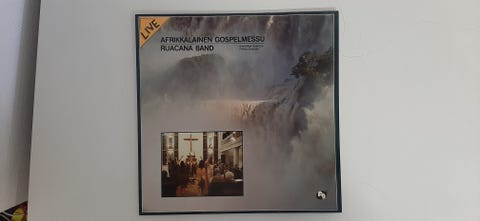 LIVE
AFRIKKALAINEN GOSPELMESSU
RUACANA BAND